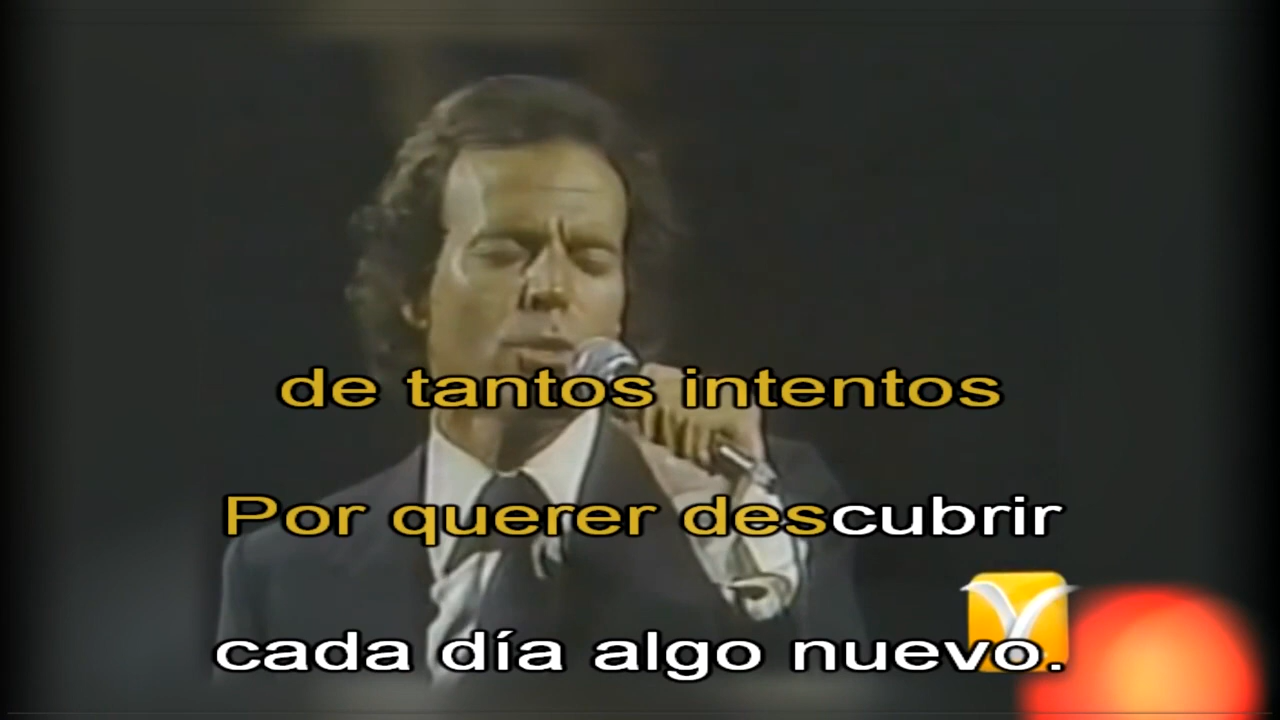 de tantos intentos
Por querer descubrir
cada día algo nuevo.